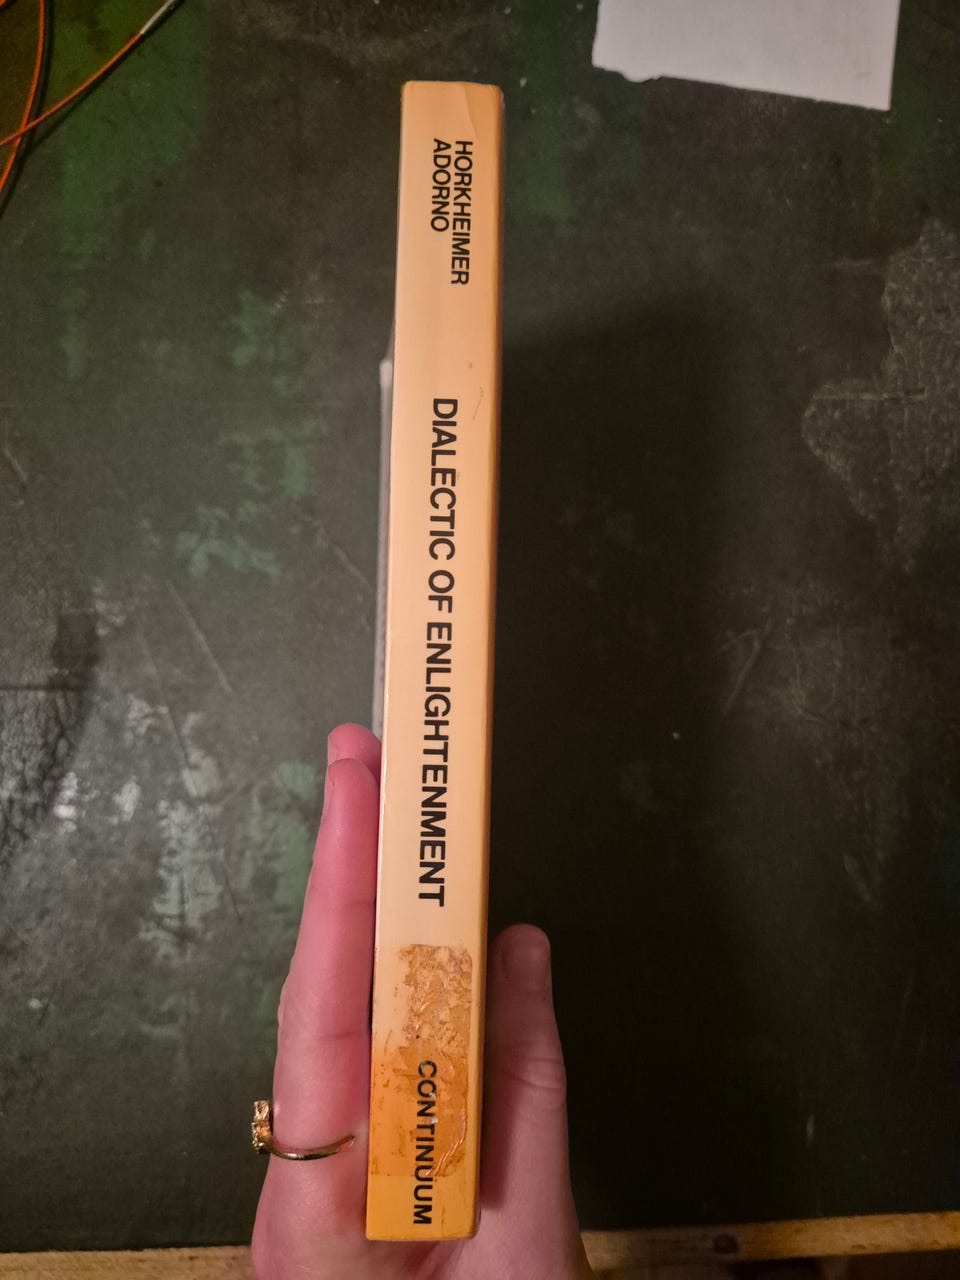 HORKHEIMER
ADORNO
DIALECTIC OF ENLIGHTENMENT
CONTINUUM